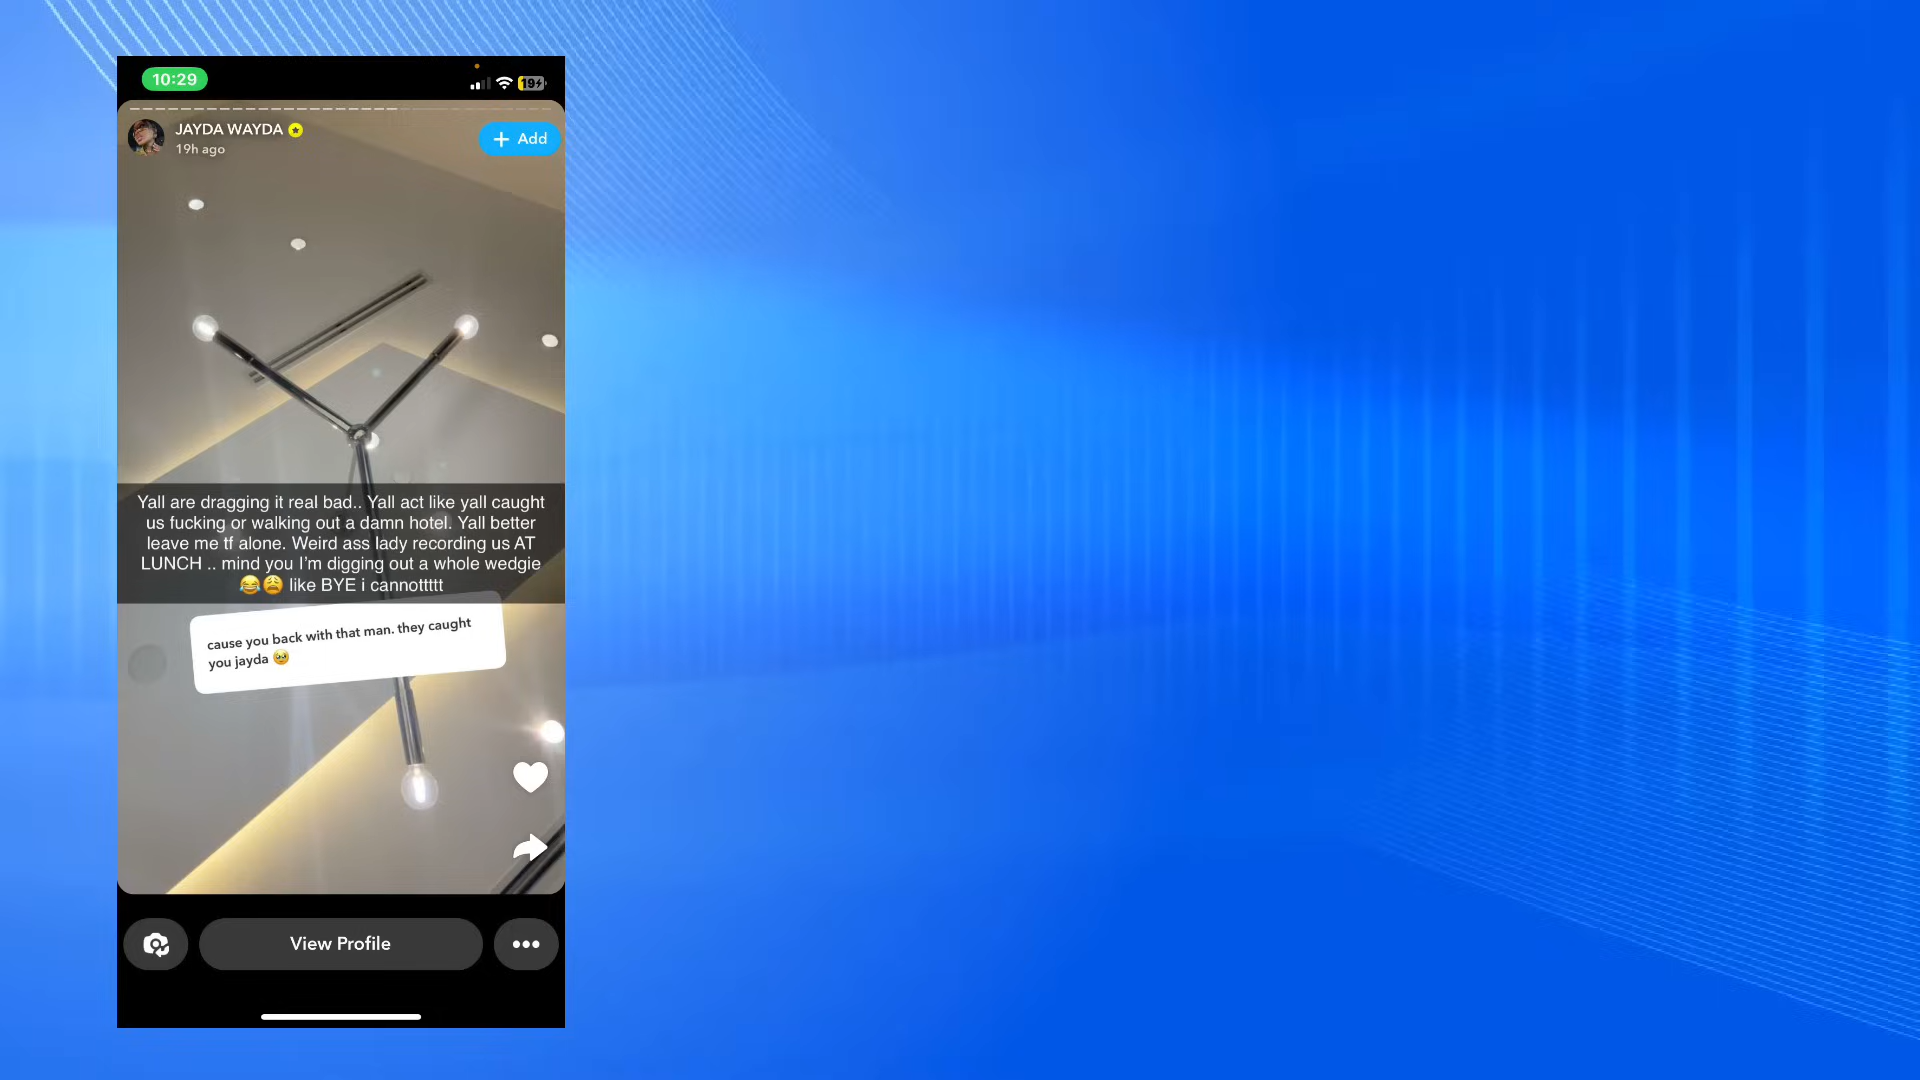 10:29
19
JAYDA WAYDA
19h ago
+ Add
Yall are dragging it real bad.. Yall act like yall caught
us fucking or walking out a damn hotel. Yall better
leave me tf alone. Weird ass lady recording us AT
LUNCH .. mind you I'm digging out a whole wedgie
😂😩 like BYE i cannottttt
cause you back with that man. they caught
you jayda 🥹
View Profile